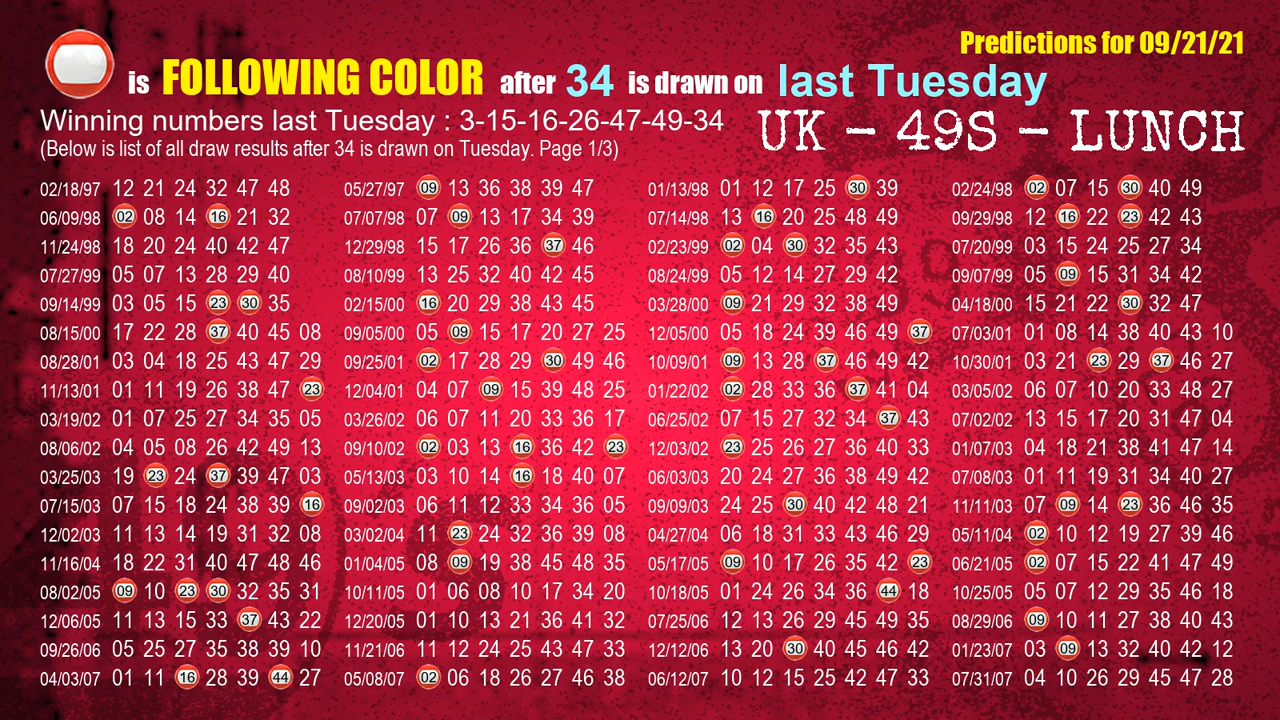 Predictions for 09/21/21
is FOLLOWING COLOR after 34 is drawn on last Tuesday
Winning numbers last Tuesday : 3-15-16-26-47-49-34
UK - 49S - LUNCH
(Below is list of all draw results after 34 is drawn on Tuesday. Page 1/3)
02/18/97 12 21 24 32 47 48 05/27/97 09 13 36 38 39 47 01/13/98 01 12 17 25 30 39 02/24/98 02 07 15 30 40 49
06/09/98 02 08 14 16 21 32 07/07/98 07 09 13 17 34 39 07/14/98 13 16 20 25 48 49 09/29/98 12 16 22 23 42 43
11/24/98 18 20 24 40 42 47 12/29/98 15 17 26 36 37 46 02/23/99 02 04 30 32 35 43 07/20/99 03 15 24 25 27 34
07/27/99 05 07 13 28 29 40 08/10/99 13 25 32 40 42 45 08/24/99 05 12 14 27 29 42 09/07/99 05 09 15 31 34 42
09/14/99 03 05 15 23 30 35 02/15/00 16 20 29 38 43 45 03/28/00 09 21 29 32 38 49 04/18/00 15 21 22 30 32 47
08/15/00 17 22 28 37 40 45 08 09/05/00 05 09 15 17 20 27 25 12/05/00 05 18 24 39 46 49 37 07/03/01 01 08 14 38 40 43 10
08/28/01 03 04 18 25 43 47 29 09/25/01 02 17 28 29 30 49 46 10/09/01 09 13 28 37 46 49 42 10/30/01 03 21 23 29 37 46 27
11/13/01 01 11 19 26 38 47 23 12/04/01 04 07 09 15 39 48 25 01/22/02 02 28 33 36 37 41 04 03/05/02 06 07 10 20 33 48 27
03/19/02 01 07 25 27 34 35 05 03/26/02 06 07 11 20 33 36 17 06/25/02 07 15 27 32 34 37 43 07/02/02 13 15 17 20 31 47 04
08/06/02 04 05 08 26 42 49 13 09/10/02 02 03 13 16 36 42 23 12/03/02 23 25 26 27 36 40 33 01/07/03 04 18 21 38 41 47 14
03/25/03 19 23 24 37 39 47 03 05/13/03 03 10 14 16 18 40 07 06/03/03 20 24 27 36 38 49 42 07/08/03 01 11 19 31 34 40 27
07/15/03 07 15 18 24 38 39 16 09/02/03 06 11 12 33 34 36 05 09/09/03 24 25 30 40 42 48 21 11/11/03 07 09 14 23 36 46 35
12/02/03 11 13 14 19 31 32 08 03/02/04 11 23 24 32 36 39 08 04/27/04 06 18 31 33 43 46 29 05/11/04 02 10 12 19 27 39 46
11/16/04 18 22 31 40 47 48 46 01/04/05 08 09 19 38 45 48 35 05/17/05 09 10 12 21 40 42 23 06/21/05 02 07 15 22 41 47 49
08/02/05 09 10 23 30 32 35 31 10/11/05 01 06 08 10 17 34 20 10/18/05 01 24 26 34 36 44 18 10/25/05 05 07 12 29 35 46 18
12/06/05 11 13 15 33 37 43 22 12/20/05 01 10 13 21 36 41 32 07/25/06 12 13 26 29 45 49 35 08/29/06 09 10 11 27 38 40 43
09/26/06 05 25 27 35 38 39 10 11/21/06 11 12 24 25 43 47 33 12/12/06 13 20 30 40 45 46 42 01/23/07 03 09 13 32 40 42 12
04/03/07 01 11 16 28 39 44 27 05/08/07 02 06 18 26 27 46 38 06/12/07 10 12 15 25 42 47 33 07/31/07 04 10 26 29 45 47 28